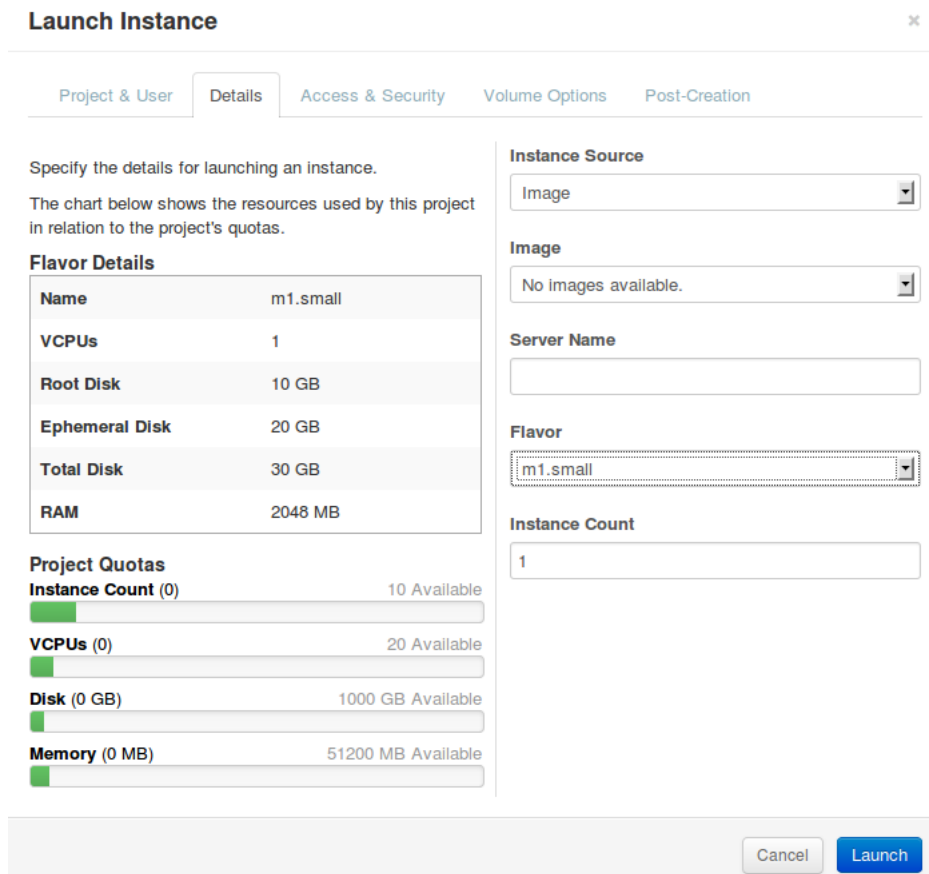 Launch Instance ×
Project & User Details Access & Security Volume Options Post-Creation
Specify the details for launching an instance.
The chart below shows the resources used by this project
in relation to the project's quotas.
Flavor Details
Name m1.small
VCPUs 1
Root Disk 10 GB
Ephemeral Disk 20 GB
Total Disk 30 GB
RAM 2048 MB
Project Quotas
Instance Count (0) 10 Available
VCPUs (0) 20 Available
Disk (0 GB) 1000 GB Available
Memory (0 MB) 51200 MB Available
Instance Source
Image
Image
No images available.
Server Name
Flavor
m1.small
Instance Count
1
Cancel Launch